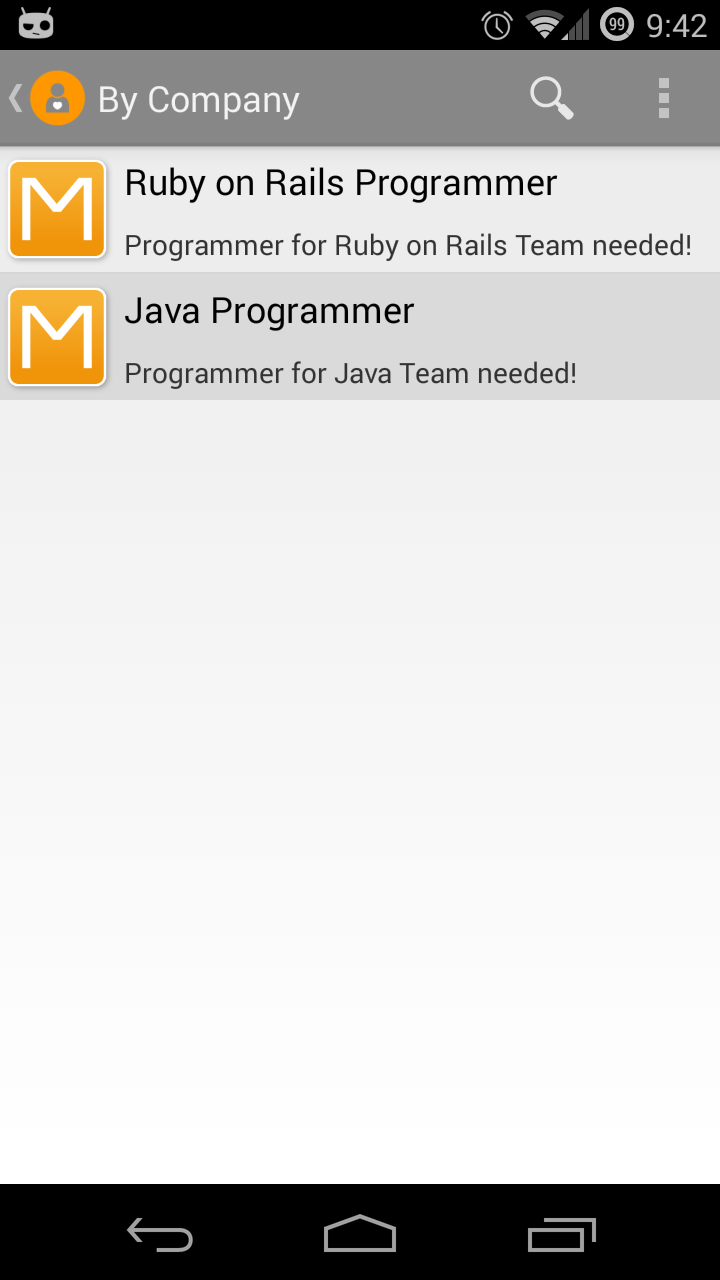 99 9:42
By Company
M
Ruby on Rails Programmer
Programmer for Ruby on Rails Team needed!
M
Java Programmer
Programmer for Java Team needed!